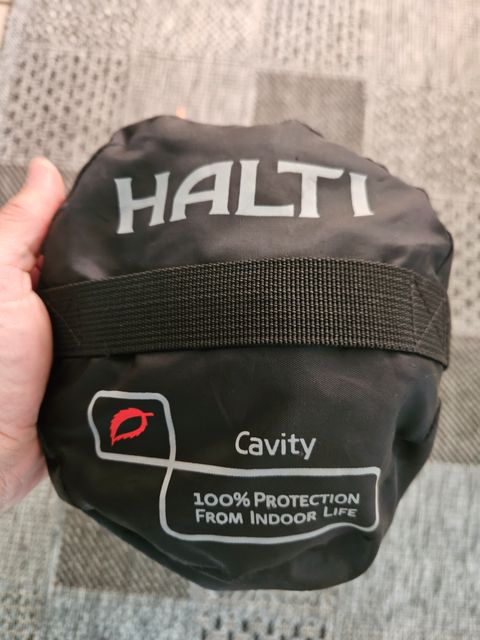 HALTI
Cavity
100% PROTECTION
FROM INDOOR LIFE